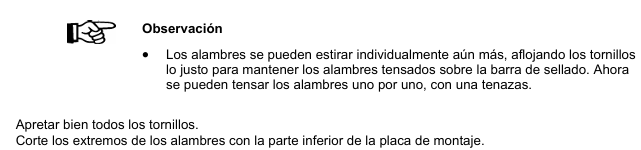 Observación
• Los alambres se pueden estirar individualmente aún más, aflojando los tornillos
lo justo para mantener los alambres tensados sobre la barra de sellado. Ahora
se pueden tensar los alambres uno por uno, con una tenazas.
Apretar bien todos los tornillos.
Corte los extremos de los alambres con la parte inferior de la placa de montaje.